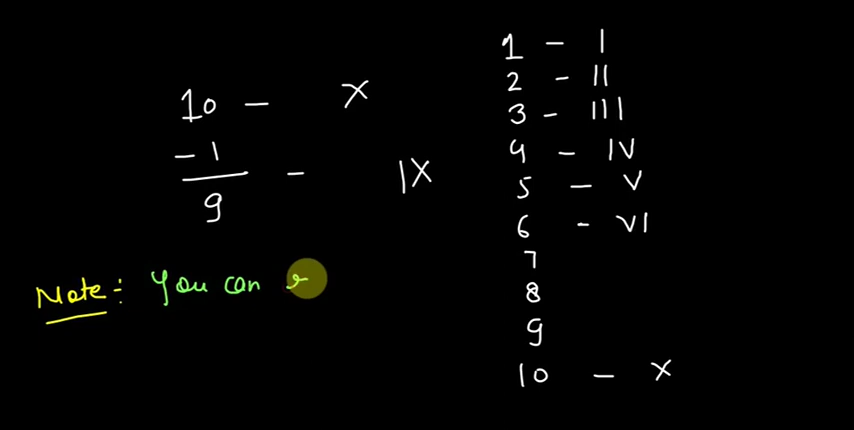 10 - X
- 1
9 - IX
Note: You can
1 - I
2 - II
3 - III
4 - IV
5 - V
6 - VI
7
8
9
10 - X